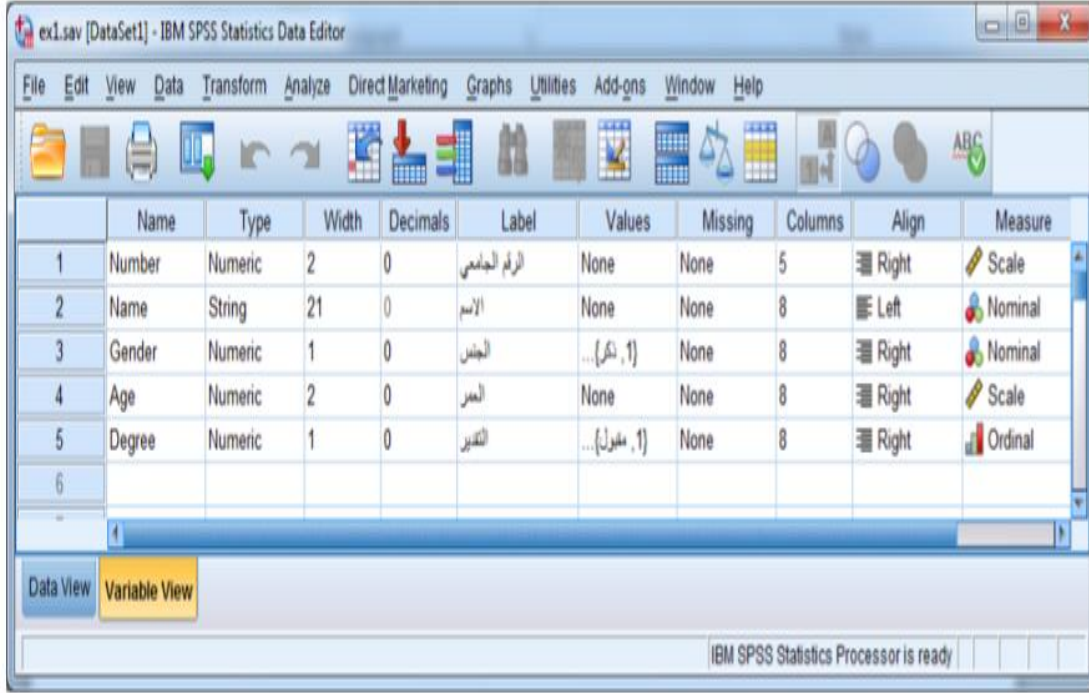 ex1.sav [DataSet1] - IBM SPSS Statistics Data Editor
File Edit View Data Transform Analyze Direct Marketing Graphs Utilities Add-ons Window Help
A 1 ABC
Name Type Width Decimals Label Values Missing Columns Align Measure
1 Number Numeric 2 0 الرقم الجامعي None None 5 Right Scale
2 Name String 21 0 الاسم None None 8 Left Nominal
3 Gender Numeric 1 0 الجنس {1, ذكر}... None 8 Right Nominal
4 Age Numeric 2 0 العمر None None 8 Right Scale
5 Degree Numeric 1 0 التقدير {1, مقبول}... None 8 Right Ordinal
6
Data View Variable View
IBM SPSS Statistics Processor is ready